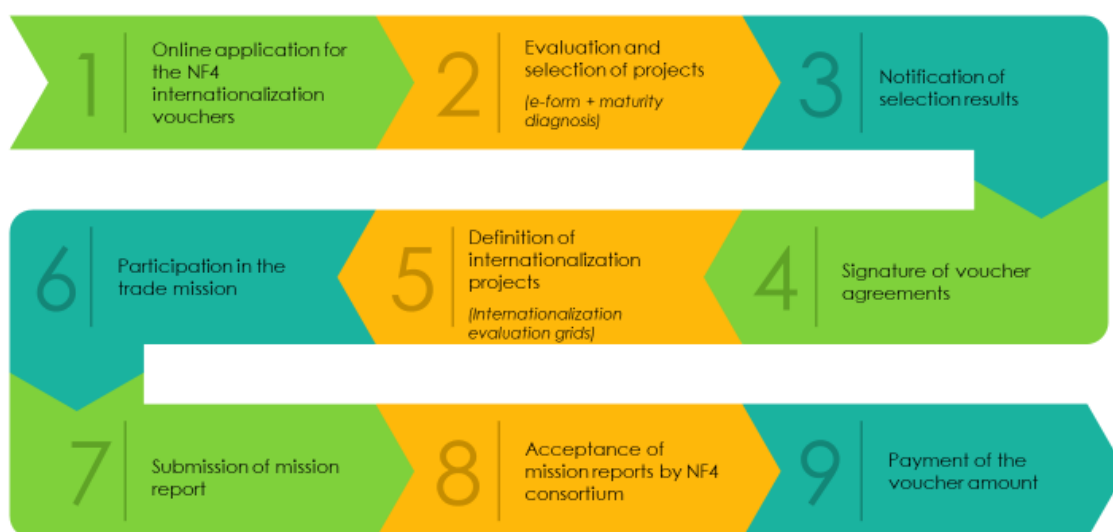 1
Online application for
the NF4
internationalization
vouchers
2
Evaluation and
selection of projects
(e-form + maturity
diagnosis)
3
Notification of
selection results
4
Signature of voucher
agreements
5
Definition of
internationalization
projects
(Internationalization
evaluation grids)
6
Participation in the
trade mission
7
Submission of mission
report
8
Acceptance of
mission reports by NF4
consortium
9
Payment of the
voucher amount